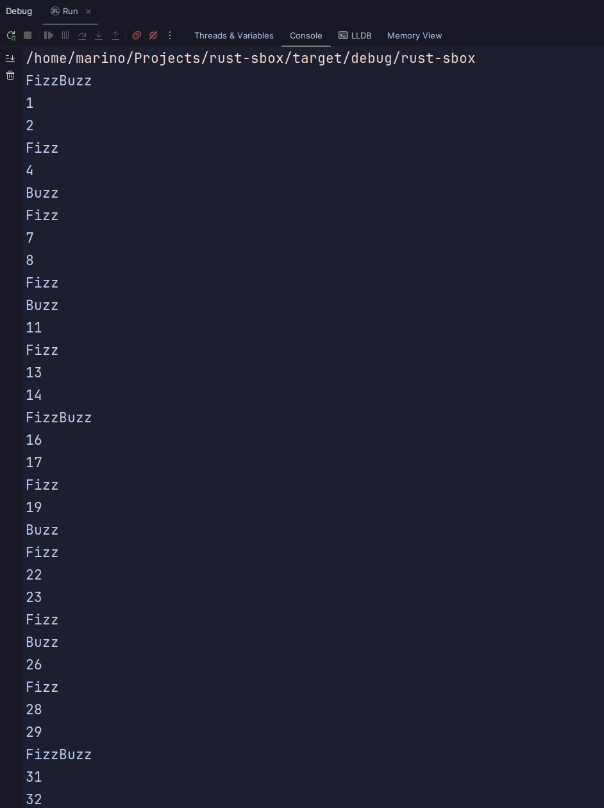 Debug Run
Threads & Variables Console LLDB Memory View
/home/marino/Projects/rust-sbox/target/debug/rust-sbox
FizzBuzz
1
2
Fizz
4
Buzz
Fizz
7
8
Fizz
Buzz
11
Fizz
13
14
FizzBuzz
16
17
Fizz
19
Buzz
Fizz
22
23
Fizz
Buzz
26
Fizz
28
29
FizzBuzz
31
32